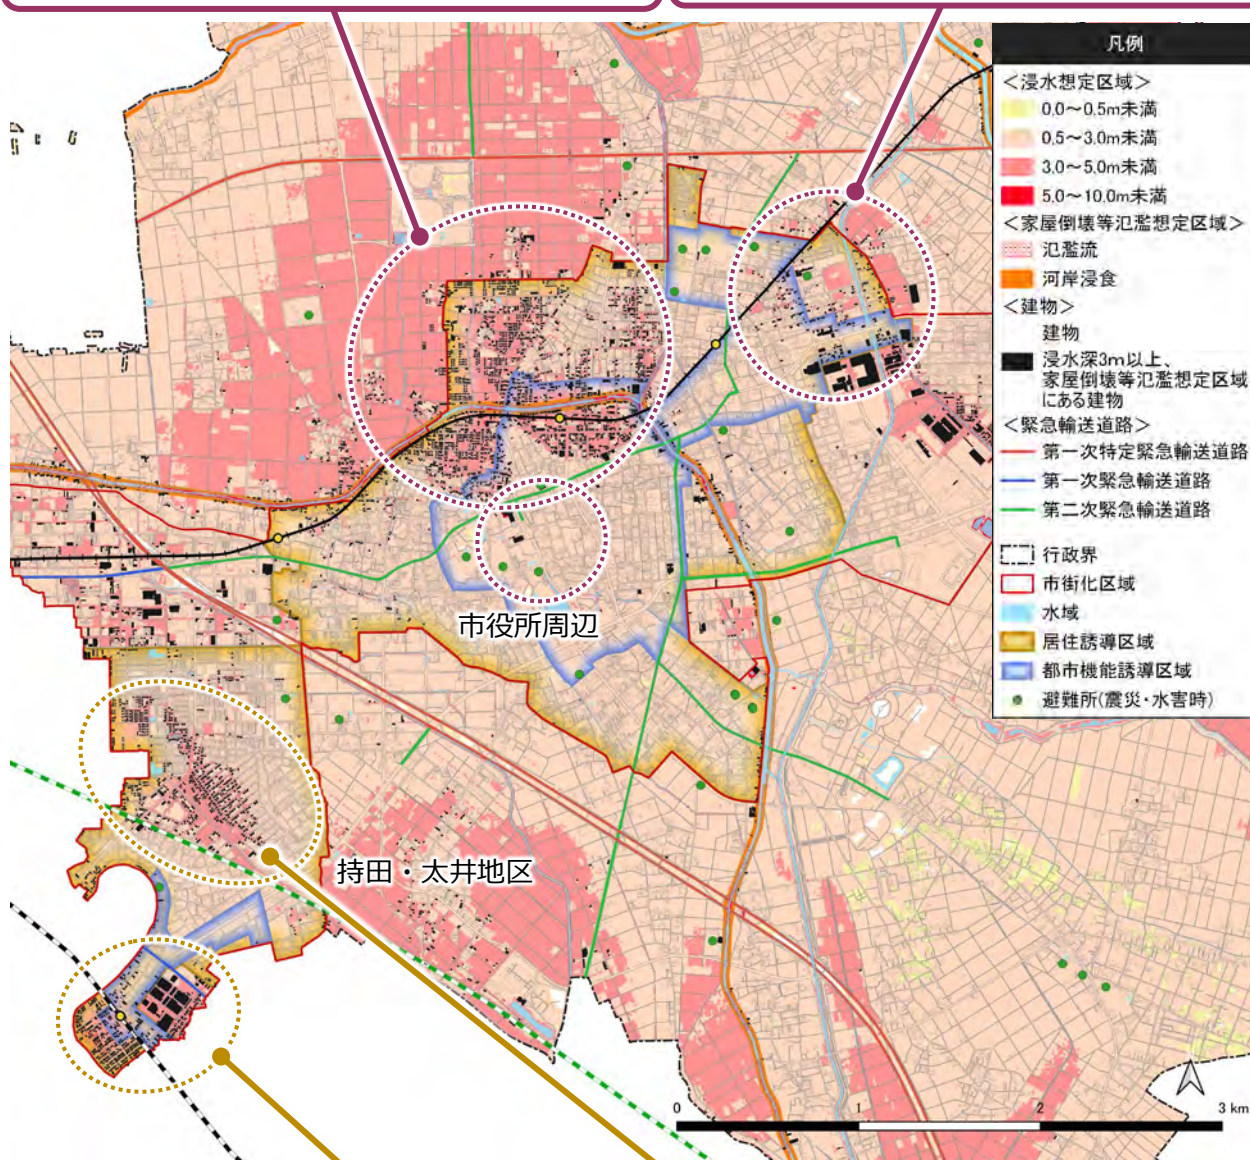 凡例
＜浸水想定区域＞
0.0～0.5m未満
0.5～3.0m未満
3.0～5.0m未満
5.0～10.0m未満
＜家屋倒壊等氾濫想定区域＞
氾濫流
河岸浸食
＜建物＞
建物
浸水深3m以上、
家屋倒壊等氾濫想定区域
にある建物
＜緊急輸送道路＞
第一次特定緊急輸送道路
第一次緊急輸送道路
第二次緊急輸送道路
行政界
市街化区域
水域
居住誘導区域
都市機能誘導区域
避難所(震災・水害時)
市役所周辺
持田・太井地区
0 1 2 3 km